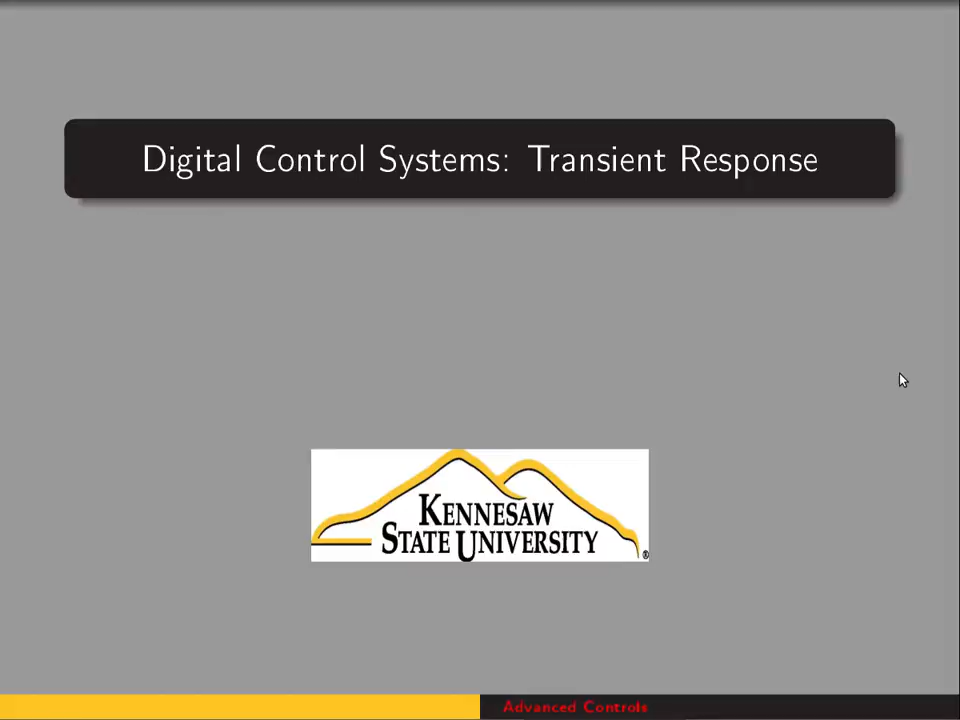 Digital Control Systems: Transient Response
KENNESAW
STATE UNIVERSITY®
Advanced Controls